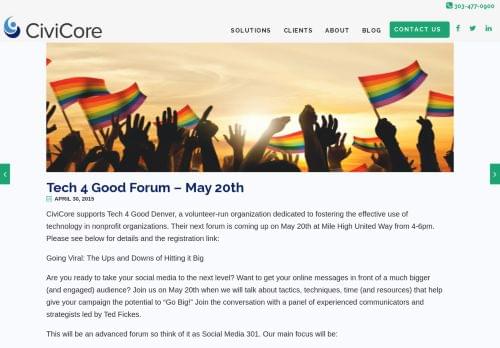 303-477-0900
CiviCore
SOLUTIONS CLIENTS ABOUT BLOG CONTACT US
Tech 4 Good Forum – May 20th
APRIL 30, 2015
CiviCore supports Tech 4 Good Denver, a volunteer-run organization dedicated to fostering the effective use of
technology in nonprofit organizations. Their next forum is coming up on May 20th at Mile High United Way from 4-6pm.
Please see below for details and the registration link:
Going Viral: The Ups and Downs of Hitting it Big
Are you ready to take your social media to the next level? Want to get your online messages in front of a much bigger
(and engaged) audience? Join us on May 20th when we will talk about tactics, techniques, time (and resources) that help
give your campaign the potential to “Go Big!” Join the conversation with a panel of experienced communicators and
strategists led by Ted Fickes.
This will be an advanced forum so think of it as Social Media 301. Our main focus will be: